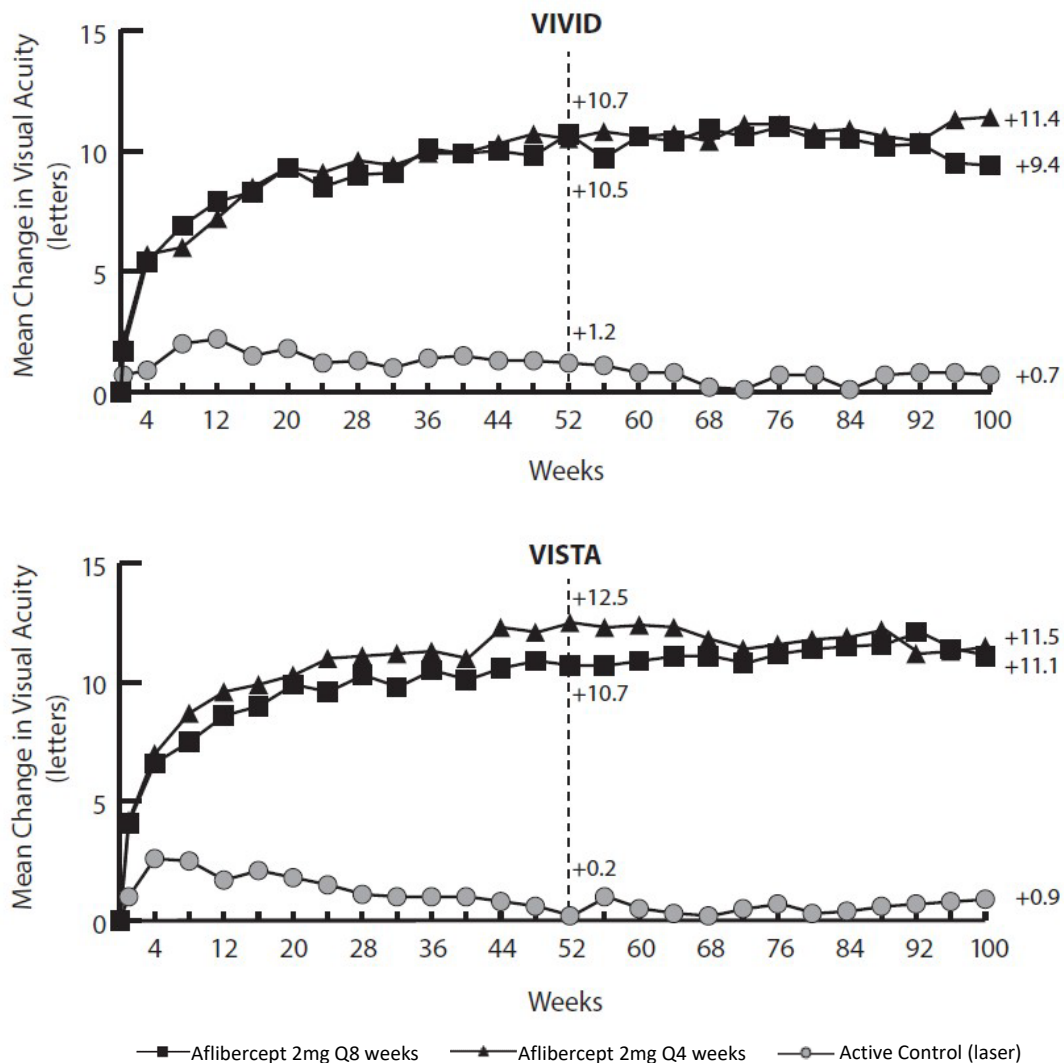 VIVID
15
10
5
0
Mean Change in Visual Acuity
(letters)
+10.7
+10.5
+1.2
+11.4
+9.4
+0.7
4 12 20 28 36 44 52 60 68 76 84 92 100
Weeks
VISTA
15
10
5
0
Mean Change in Visual Acuity
(letters)
+12.5
+10.7
+0.2
+11.5
+11.1
+0.9
4 12 20 28 36 44 52 60 68 76 84 92 100
Weeks
Aflibercept 2mg Q8 weeks Aflibercept 2mg Q4 weeks Active Control (laser)